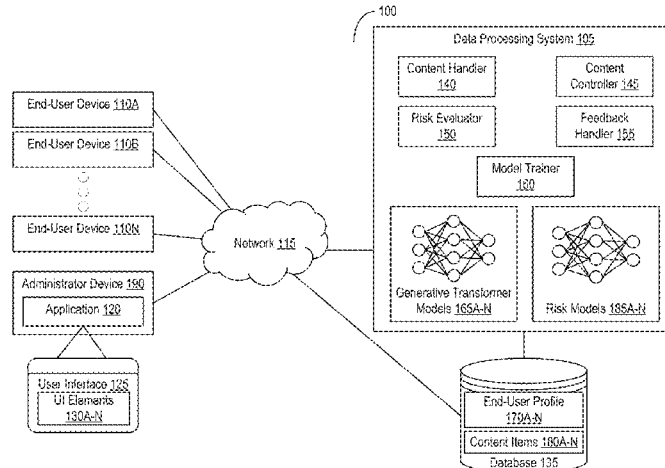 100
Data Processing System 105
Content Handler
140
Content
Controller 145
Risk Evaluator
150
Feedback
Handler 155
Model Trainer
160
Generative Transformer
Models 165A-N
Risk Models 185A-N
End-User Device 110A
End-User Device 110B
End-User Device 110N
Network 115
Administrator Device 190
Application 120
User Interface 125
UI Elements
130A-N
End-User Profile
170A-N
Content Items 180A-N
Database 135